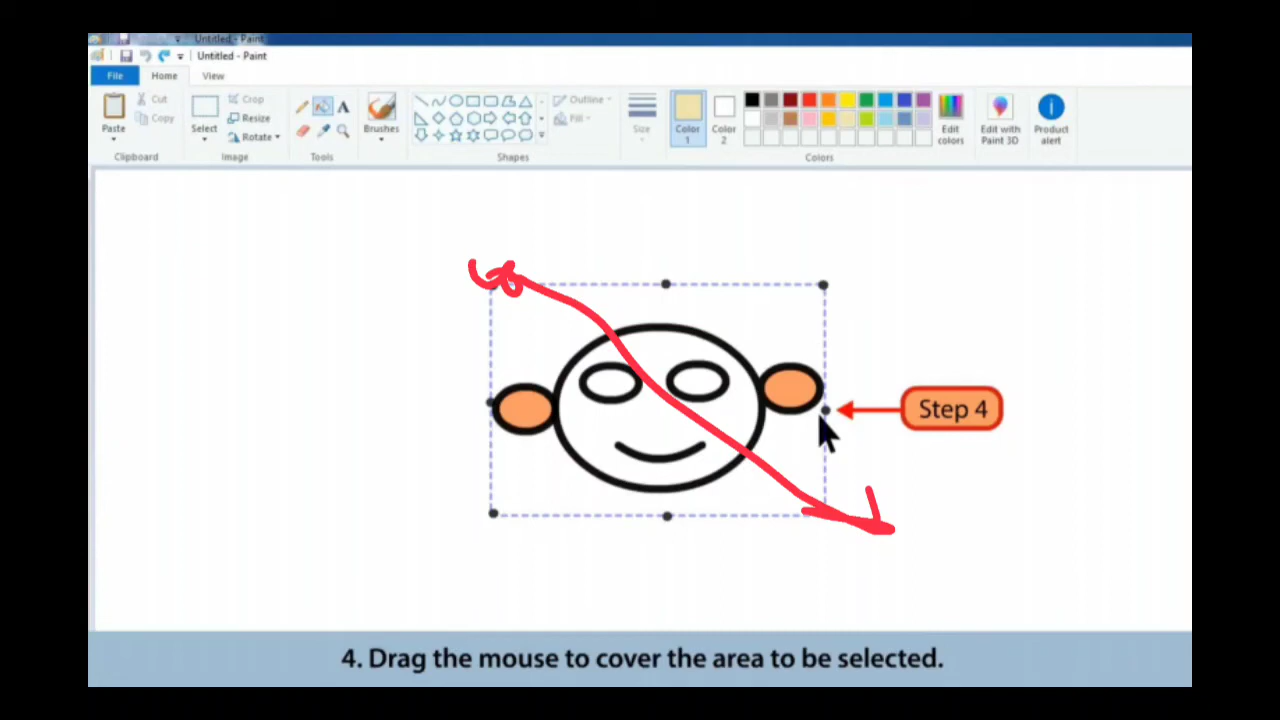 Untitled - Paint
Untitled - Paint
File Home View
Paste
Cut
Copy
Clipboard
Select
Crop
Resize
Rotate
Image
A
Tools
Brushes
Shapes
Outline
Fill
Size
Color 1
Color 2
Colors
Edit colors
Edit with Paint 3D
Product alert
Step 4
4. Drag the mouse to cover the area to be selected.